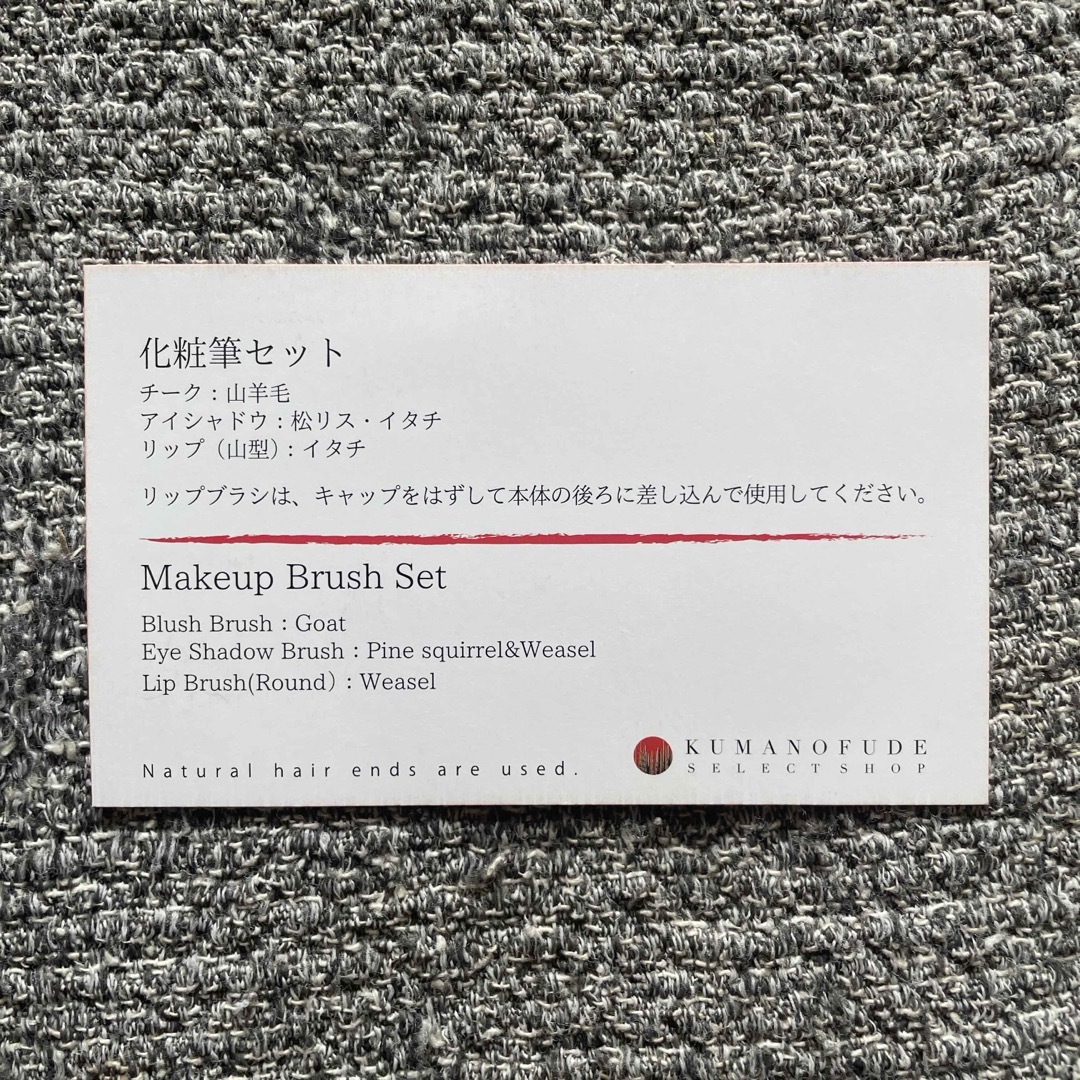 化粧筆セット
チーク：山羊毛
アイシャドウ：松リス・イタチ
リップ（山型）：イタチ
リップブラシは、キャップをはずして本体の後ろに差し込んで使用してください。
Makeup Brush Set
Blush Brush：Goat
Eye Shadow Brush：Pine squirrel&Weasel
Lip Brush(Round）：Weasel
Natural hair ends are used.
KUMANOFUDE
SELECT SHOP